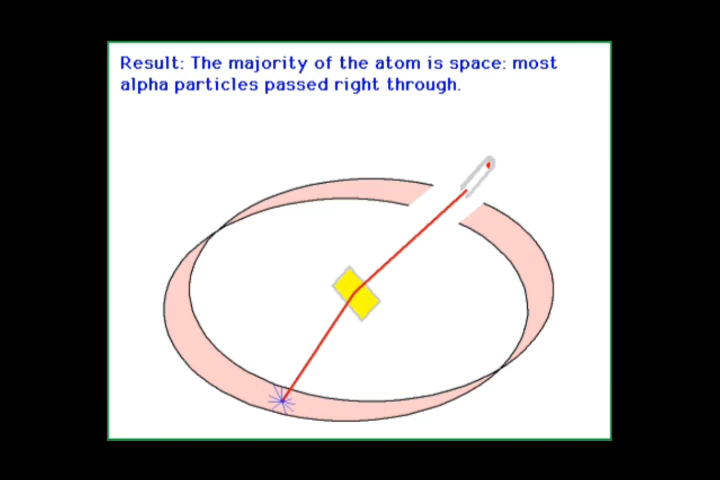 Result: The majority of the atom is space: most
alpha particles passed right through.